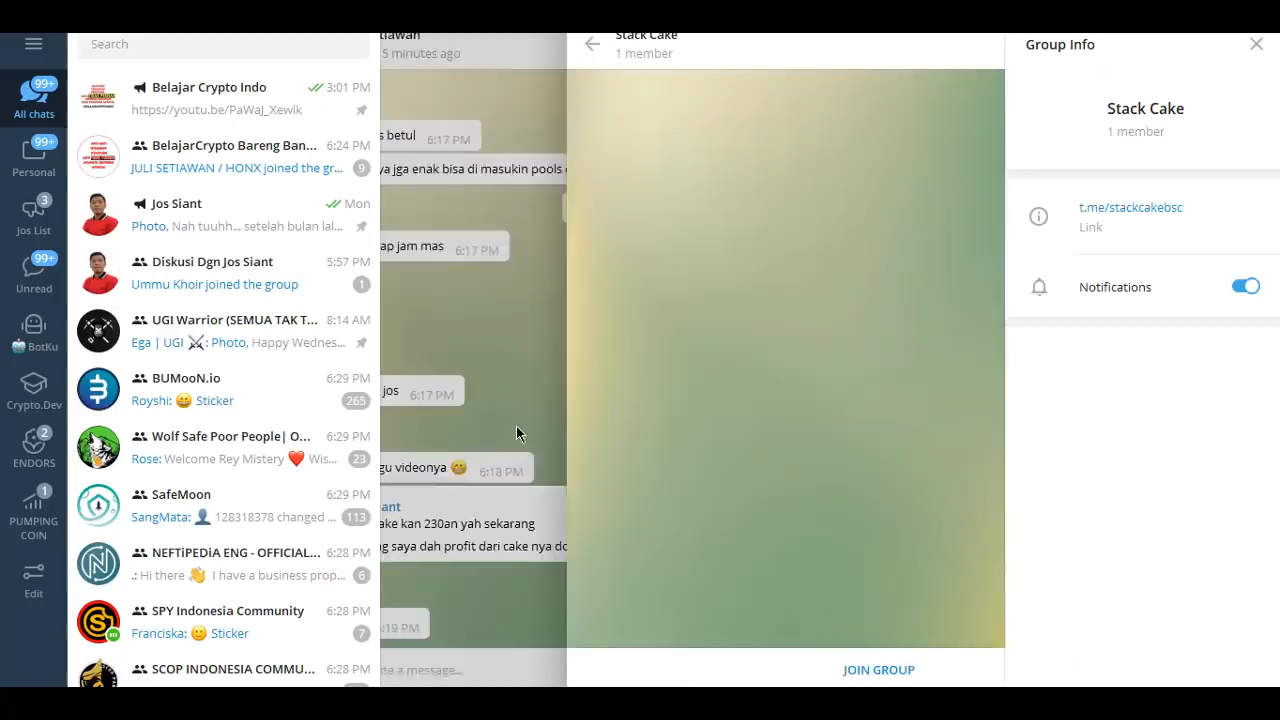 Search
99+
All chats
99+
Personal
3
Jos List
99+
Unread
BotKu
Crypto.Dev
2
ENDORS
1
PUMPING
COIN
Edit
Belajar Crypto Indo
3:01 PM
https://youtu.be/PaWaJ_Xewlk
BelajarCrypto Bareng Ban...
6:24 PM
JULI SETIAWAN / HONX joined the gr...
9
Jos Siant
Mon
Photo, Nah tuuhh... setelah bulan lal...
Diskusi Dgn Jos Siant
5:57 PM
Ummu Khoir joined the group
1
UGI Warrior (SEMUA TAK T...
8:14 AM
Ega | UGI ⚔: Photo, Happy Wednes...
BUMooN.io
6:29 PM
Royshi: 😄 Sticker
265
Wolf Safe Poor People| O...
6:29 PM
Rose: Welcome Rey Mistery ❤️ Wis...
23
SafeMoon
6:29 PM
SangMata: 👤 128318378 changed ...
113
NEFTiPEDiA ENG - OFFICIAL...
6:28 PM
.: Hi there 👋 I have a business prop...
6
SPY Indonesia Community
6:28 PM
Franciska: 🙂 Sticker
7
SCOP INDONESIA COMMU...
6:28 PM
5 minutes ago
s betul
6:17 PM
ya jga enak bisa di masukin pools
ap jam mas
6:17 PM
jos
6:17 PM
gu videonya 😁
6:18 PM
ant
ake kan 230an yah sekarang
g saya dah profit dari cake nya do
:19 PM
te a message...
Stack Cake
1 member
JOIN GROUP
Group Info
Stack Cake
1 member
t.me/stackcakebsc
Link
Notifications